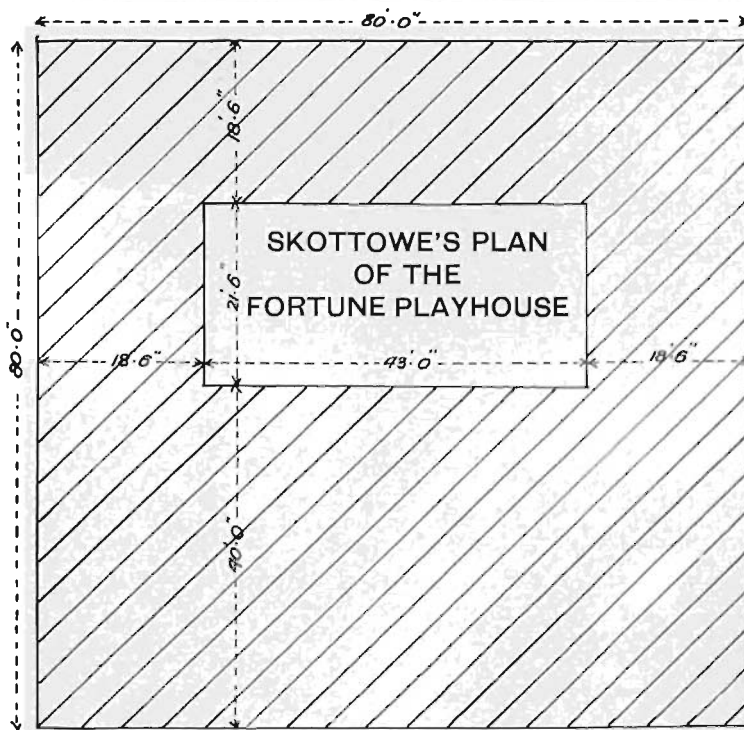 80'·0"
18'·6"
80'·0"
21'·6"
SKOTTOWE'S PLAN
OF THE
FORTUNE PLAYHOUSE
18'·6"
43'·0"
18'·6"
40'·0"